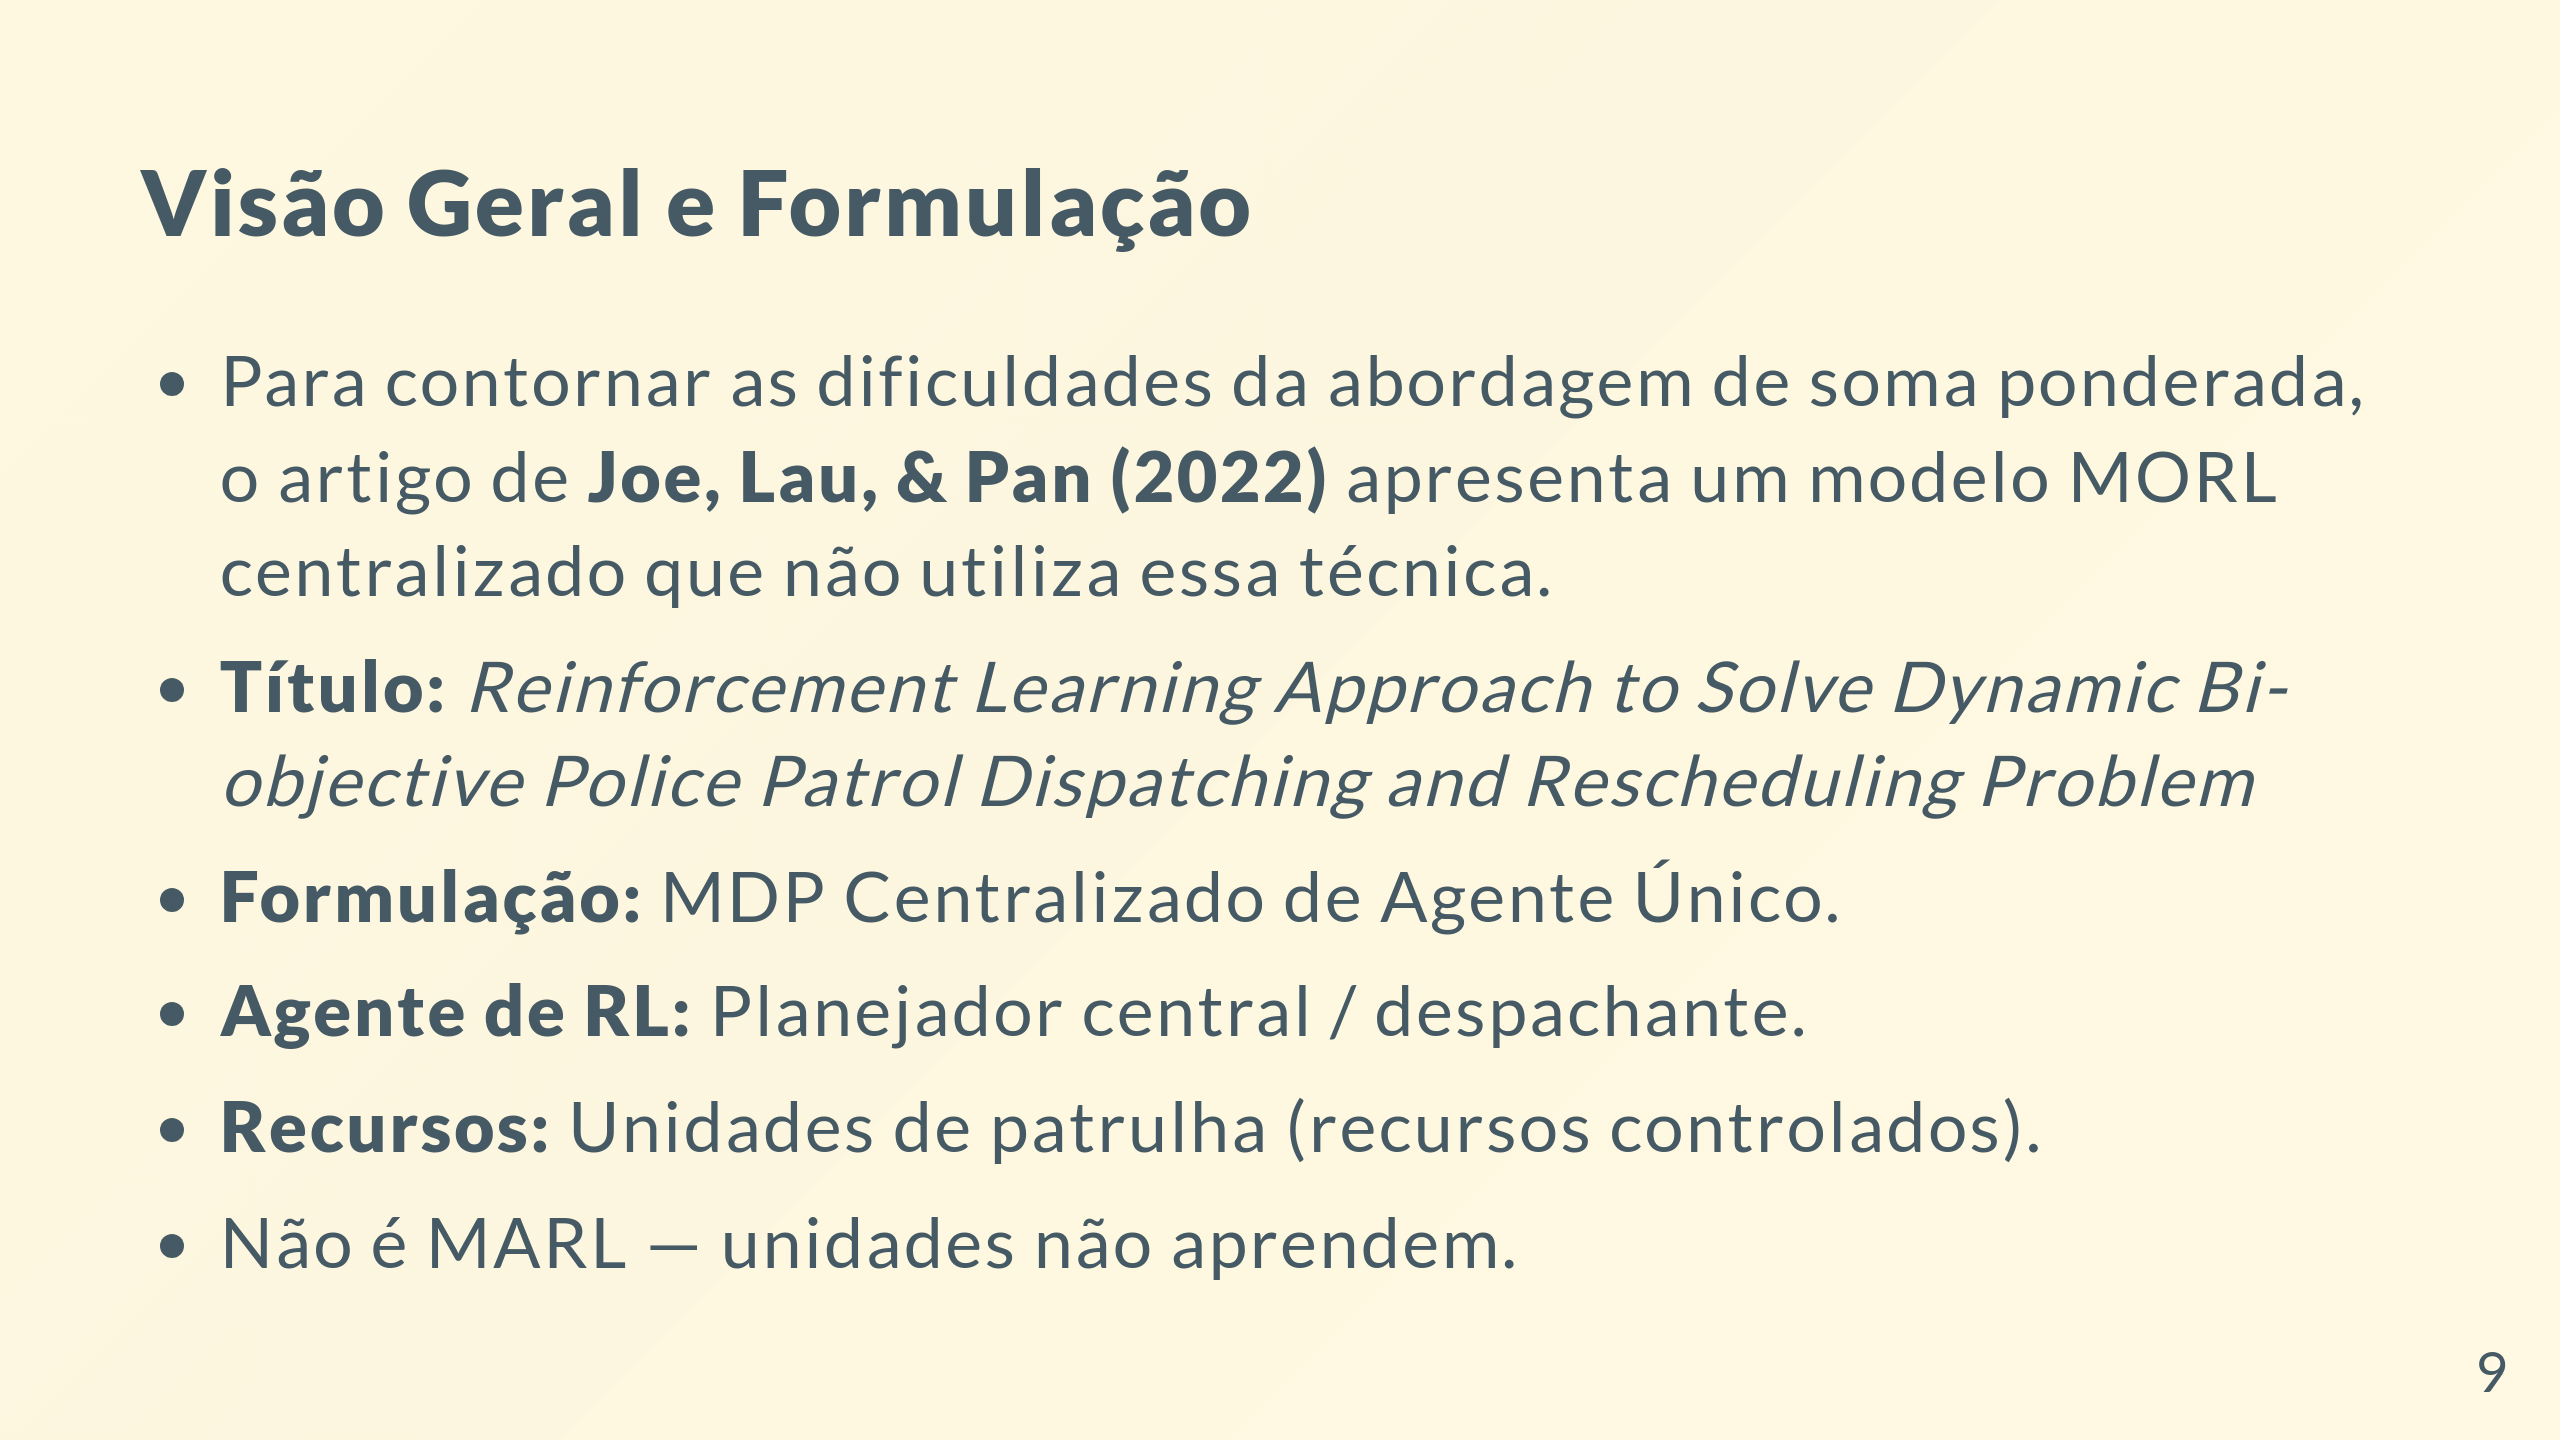 Visão Geral e Formulação
• Para contornar as dificuldades da abordagem de soma ponderada,
o artigo de Joe, Lau, & Pan (2022) apresenta um modelo MORL
centralizado que não utiliza essa técnica.
• Título: Reinforcement Learning Approach to Solve Dynamic Bi-
objective Police Patrol Dispatching and Rescheduling Problem
• Formulação: MDP Centralizado de Agente Único.
• Agente de RL: Planejador central / despachante.
• Recursos: Unidades de patrulha (recursos controlados).
• Não é MARL — unidades não aprendem.
9